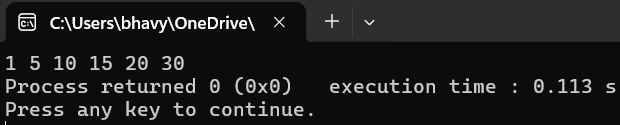 C:\Users\bhavy\OneDrive\
1 5 10 15 20 30
Process returned 0 (0x0)   execution time : 0.113 s
Press any key to continue.